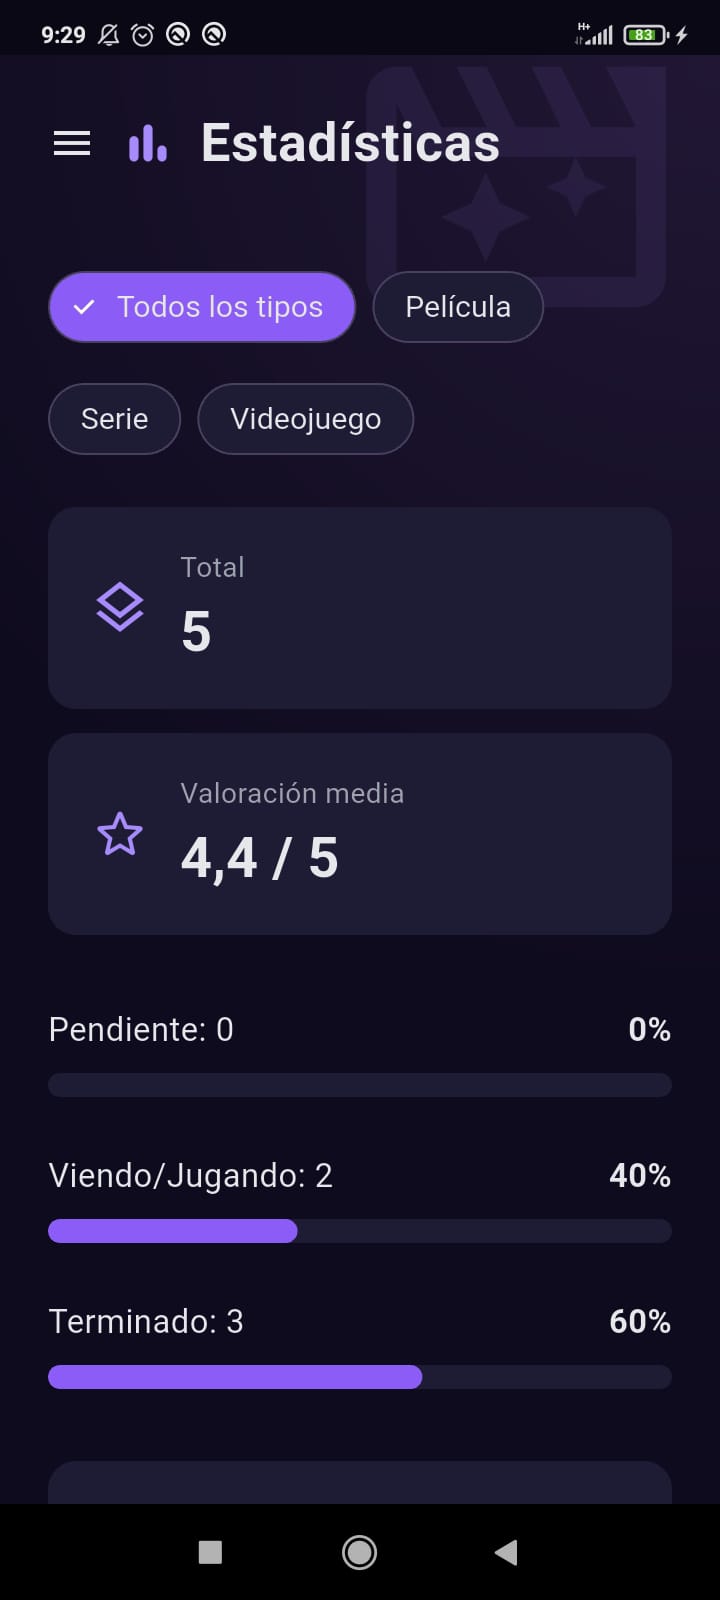 9:29 H+ 83
Estadísticas
Todos los tipos Película
Serie Videojuego
Total
5
Valoración media
4,4 / 5
Pendiente: 0 0%
Viendo/Jugando: 2 40%
Terminado: 3 60%